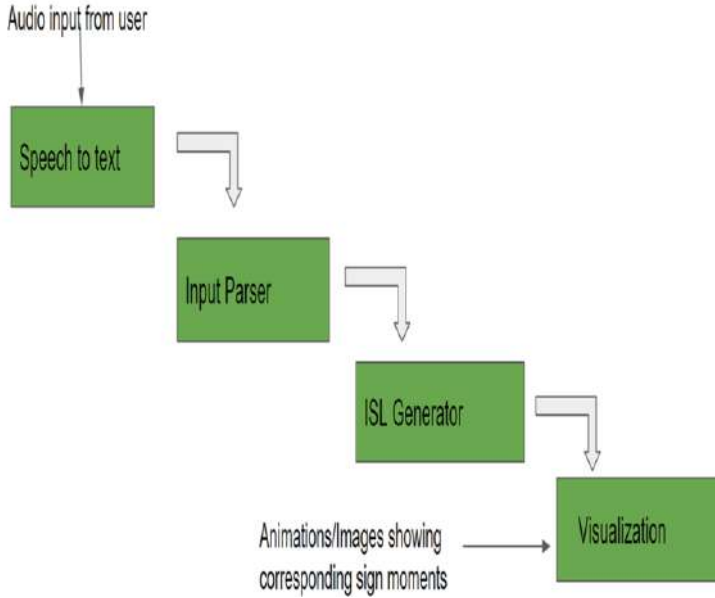 Audio input from user
Speech to text
Input Parser
ISL Generator
Visualization
Animations/Images showing
corresponding sign moments